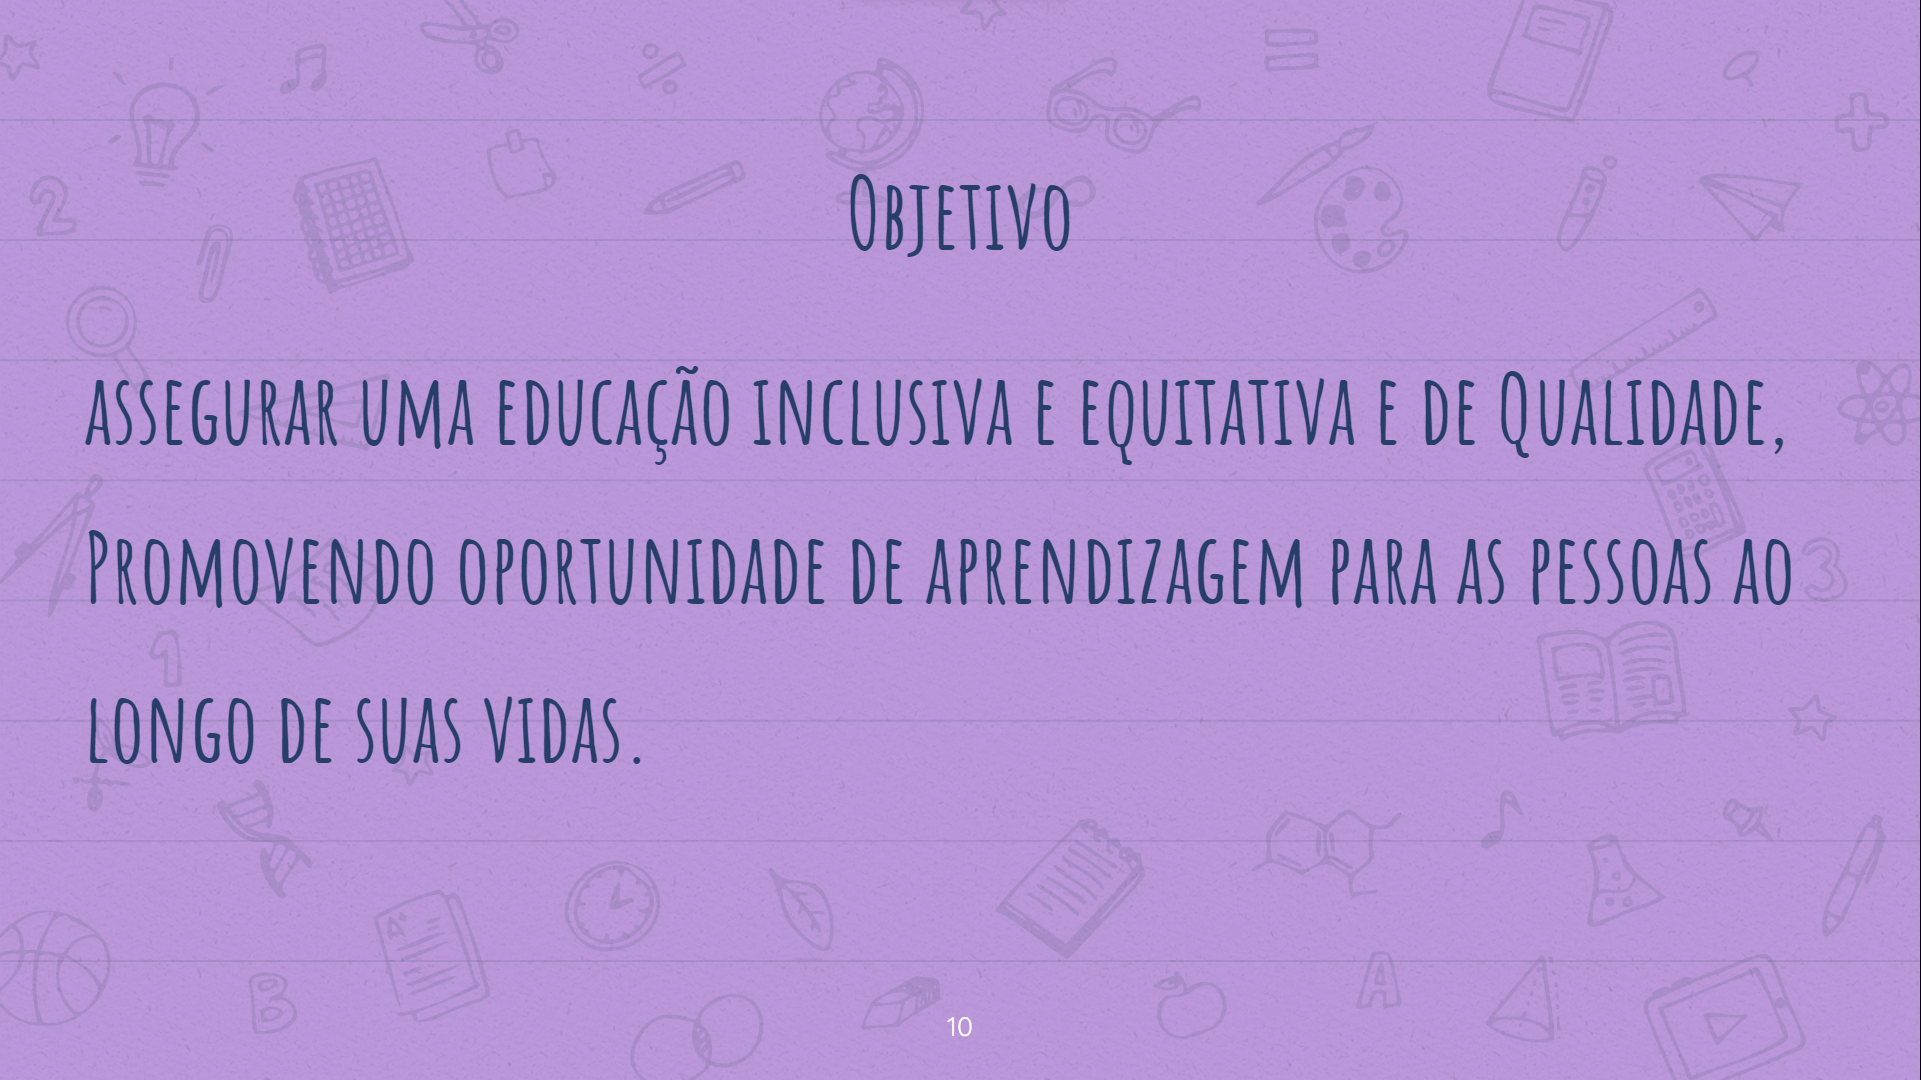 Objetivo
assegurar uma educação inclusiva e equitativa e de Qualidade,
Promovendo oportunidade de aprendizagem para as pessoas ao
longo de suas vidas.
10